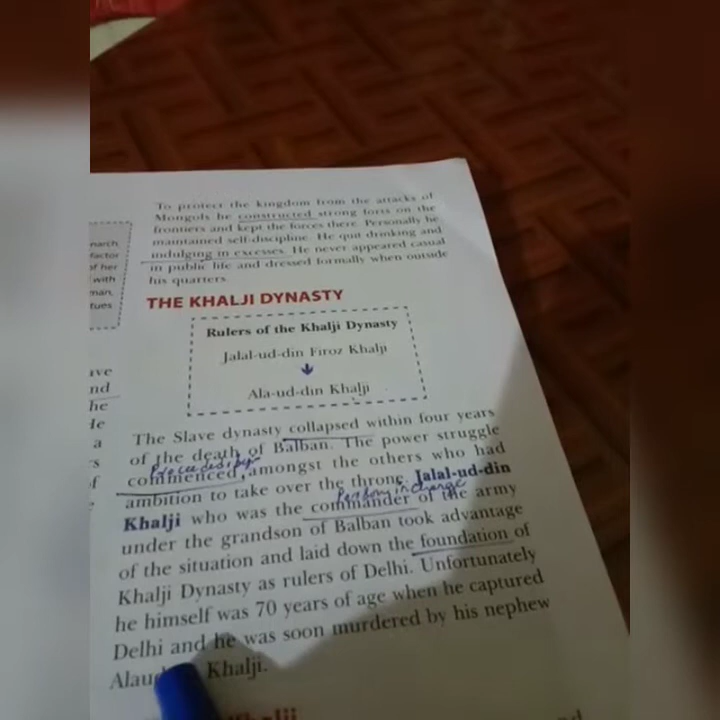 To protect the kingdom from the attacks of
Mongols he constructed strong forts on the
frontiers and kept the forces there. Personally he
maintained self-discipline. He quit drinking and
indulging in excesses. He never appeared casual
in public life and dressed formally when outside
his quarters.
THE KHALJI DYNASTY
Rulers of the Khalji Dynasty
Jalal-ud-din Firoz Khalji
Ala-ud-din Khalji
The Slave dynasty collapsed within four years
of the death of Balban. The power struggle
commenced, amongst the others who had
ambition to take over the throne. Jalal-ud-din
Khalji who was the commander of the army
under the grandson of Balban took advantage
of the situation and laid down the foundation of
Khalji Dynasty as rulers of Delhi. Unfortunately
he himself was 70 years of age when he captured
Delhi and he was soon murdered by his nephew
Khalji.
factor
of her
with
man,